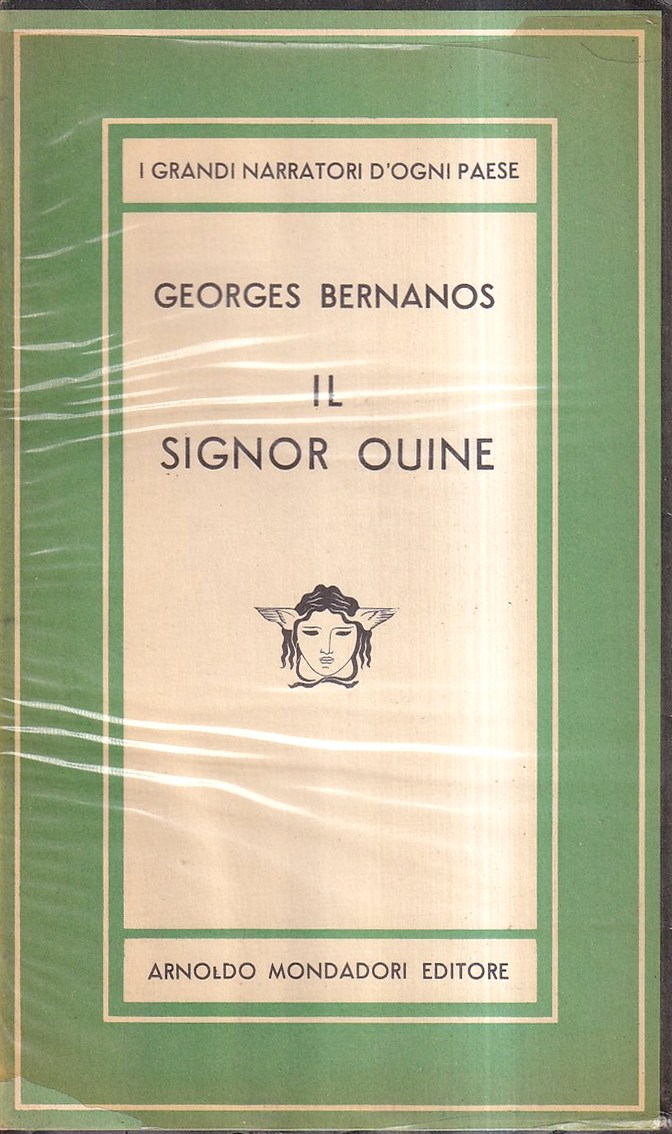 I GRANDI NARRATORI D'OGNI PAESE
GEORGES BERNANOS
IL
SIGNOR OUINE
ARNOLDO MONDADORI EDITORE